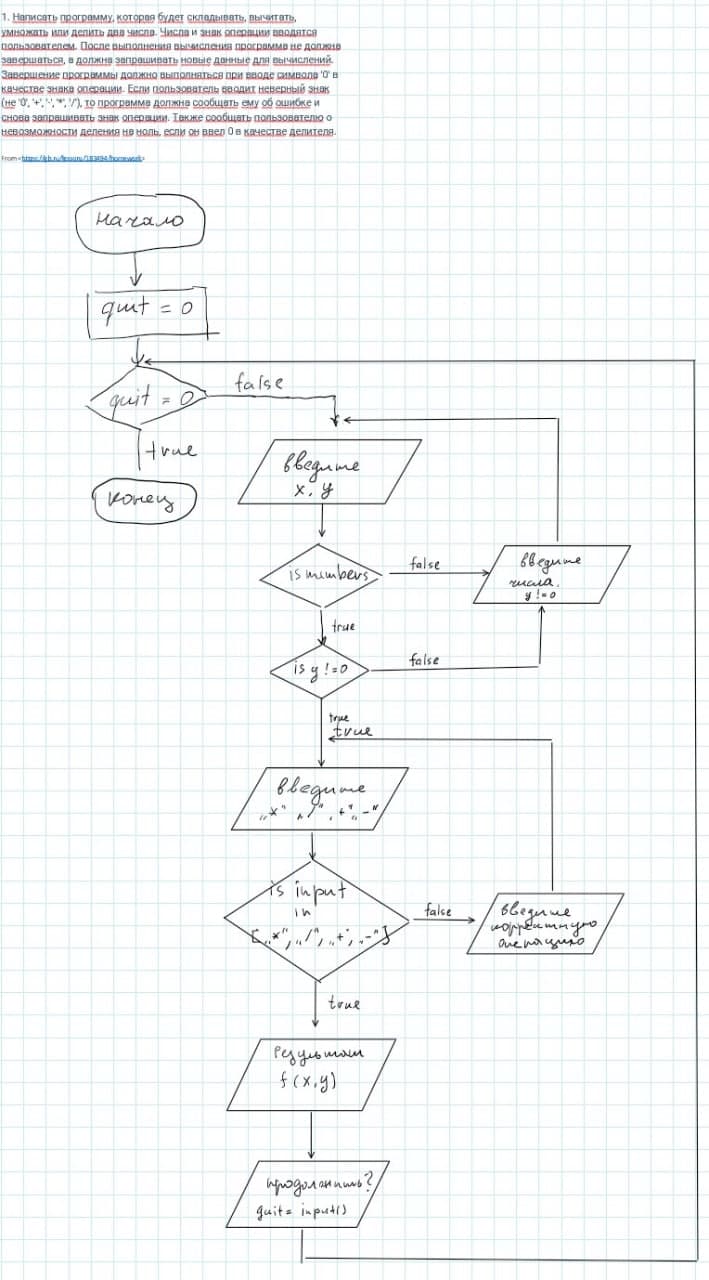 1. Написать программу, которая будет складывать, вычитать,
умножать или делить два числа. Числа и знак операции вводятся
пользователем. После выполнения вычисления программа не должна
завершаться, а должна запрашивать новые данные для вычислений.
Завершение программы должно выполняться при вводе символа '0' в
качестве знака операции. Если пользователь вводит неверный знак
(не '0', '+', '-', '*', '/'), то программа должна сообщать ему об ошибке и
снова запрашивать знак операции. Также сообщать пользователю о
невозможности деления на ноль, если он ввел 0 в качестве делителя.
From <https://gb.ru/lessons/183494/homework>
начало
quit = 0
quit = 0
false
true
конец
введите
x, y
is numbers
false
введите
числа.
y != 0
true
is y != 0
false
true
true
введите
„*", „/", „+", „-"
is input
in
[„*", „/", „+", „-"]
false
введите
корректную
операцию
true
Результат
f(x,y)
продолжить?
quit = input()